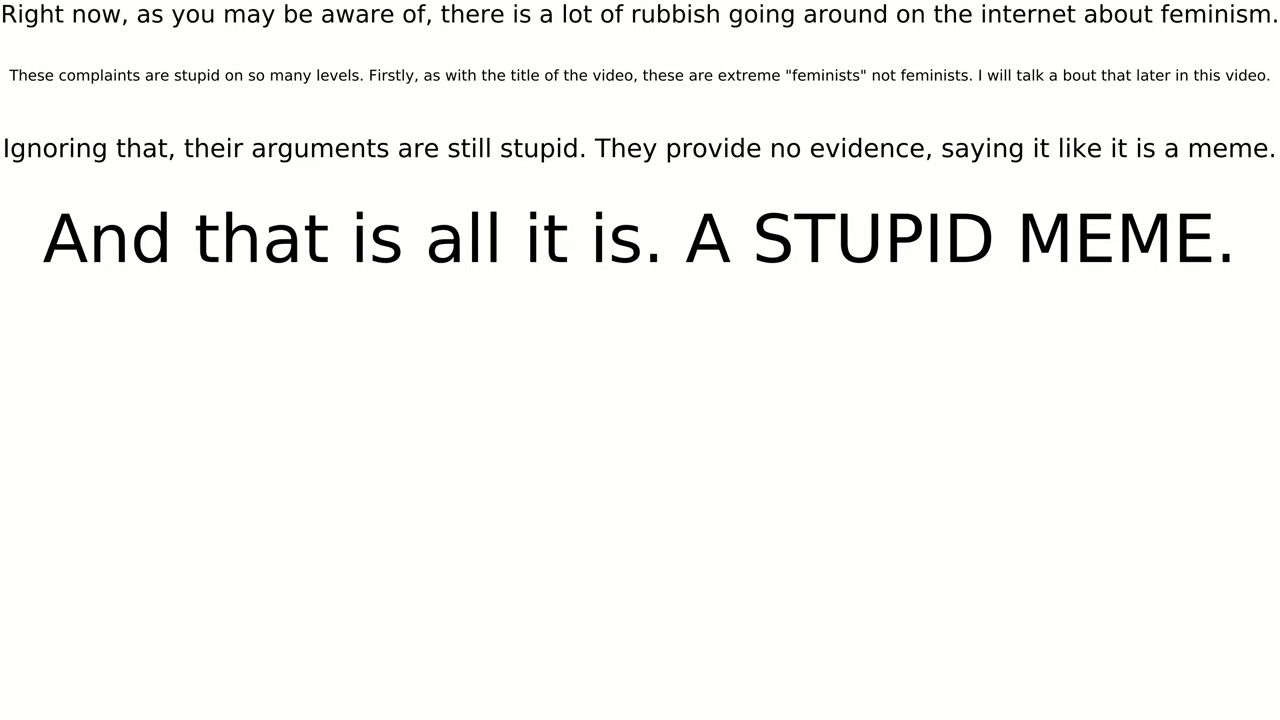 Right now, as you may be aware of, there is a lot of rubbish going around on the internet about feminism.
These complaints are stupid on so many levels. Firstly, as with the title of the video, these are extreme "feminists" not feminists. I will talk a bout that later in this video.
Ignoring that, their arguments are still stupid. They provide no evidence, saying it like it is a meme.
And that is all it is. A STUPID MEME.